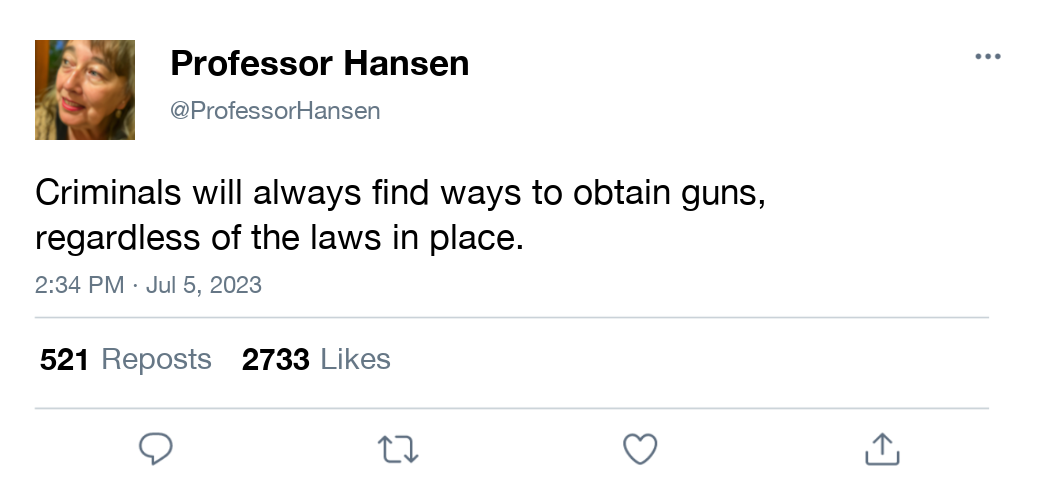 Professor Hansen
@ProfessorHansen
Criminals will always find ways to obtain guns,
regardless of the laws in place.
2:34 PM · Jul 5, 2023
521 Reposts 2733 Likes